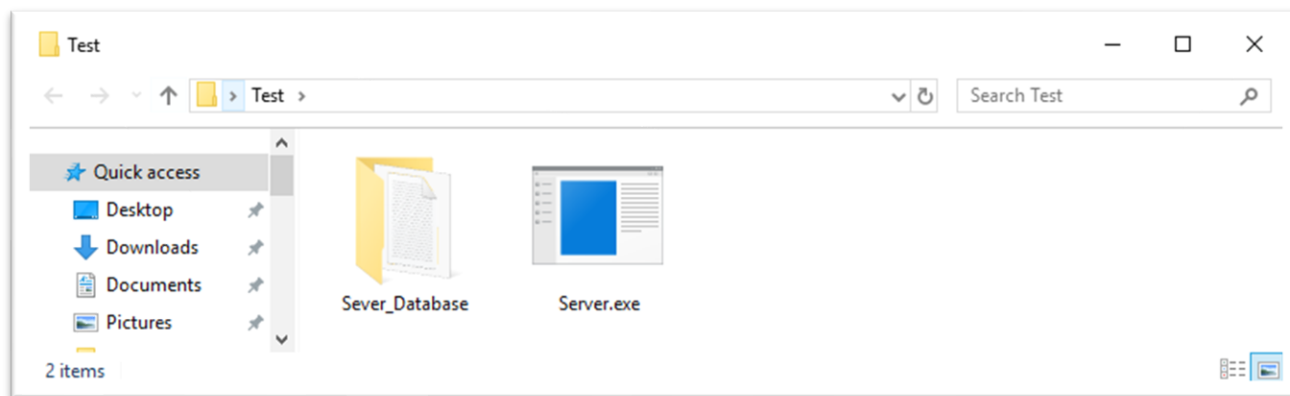 Test
Test
Search Test
Quick access
Desktop
Downloads
Documents
Pictures
Sever_Database
Server.exe
2 items